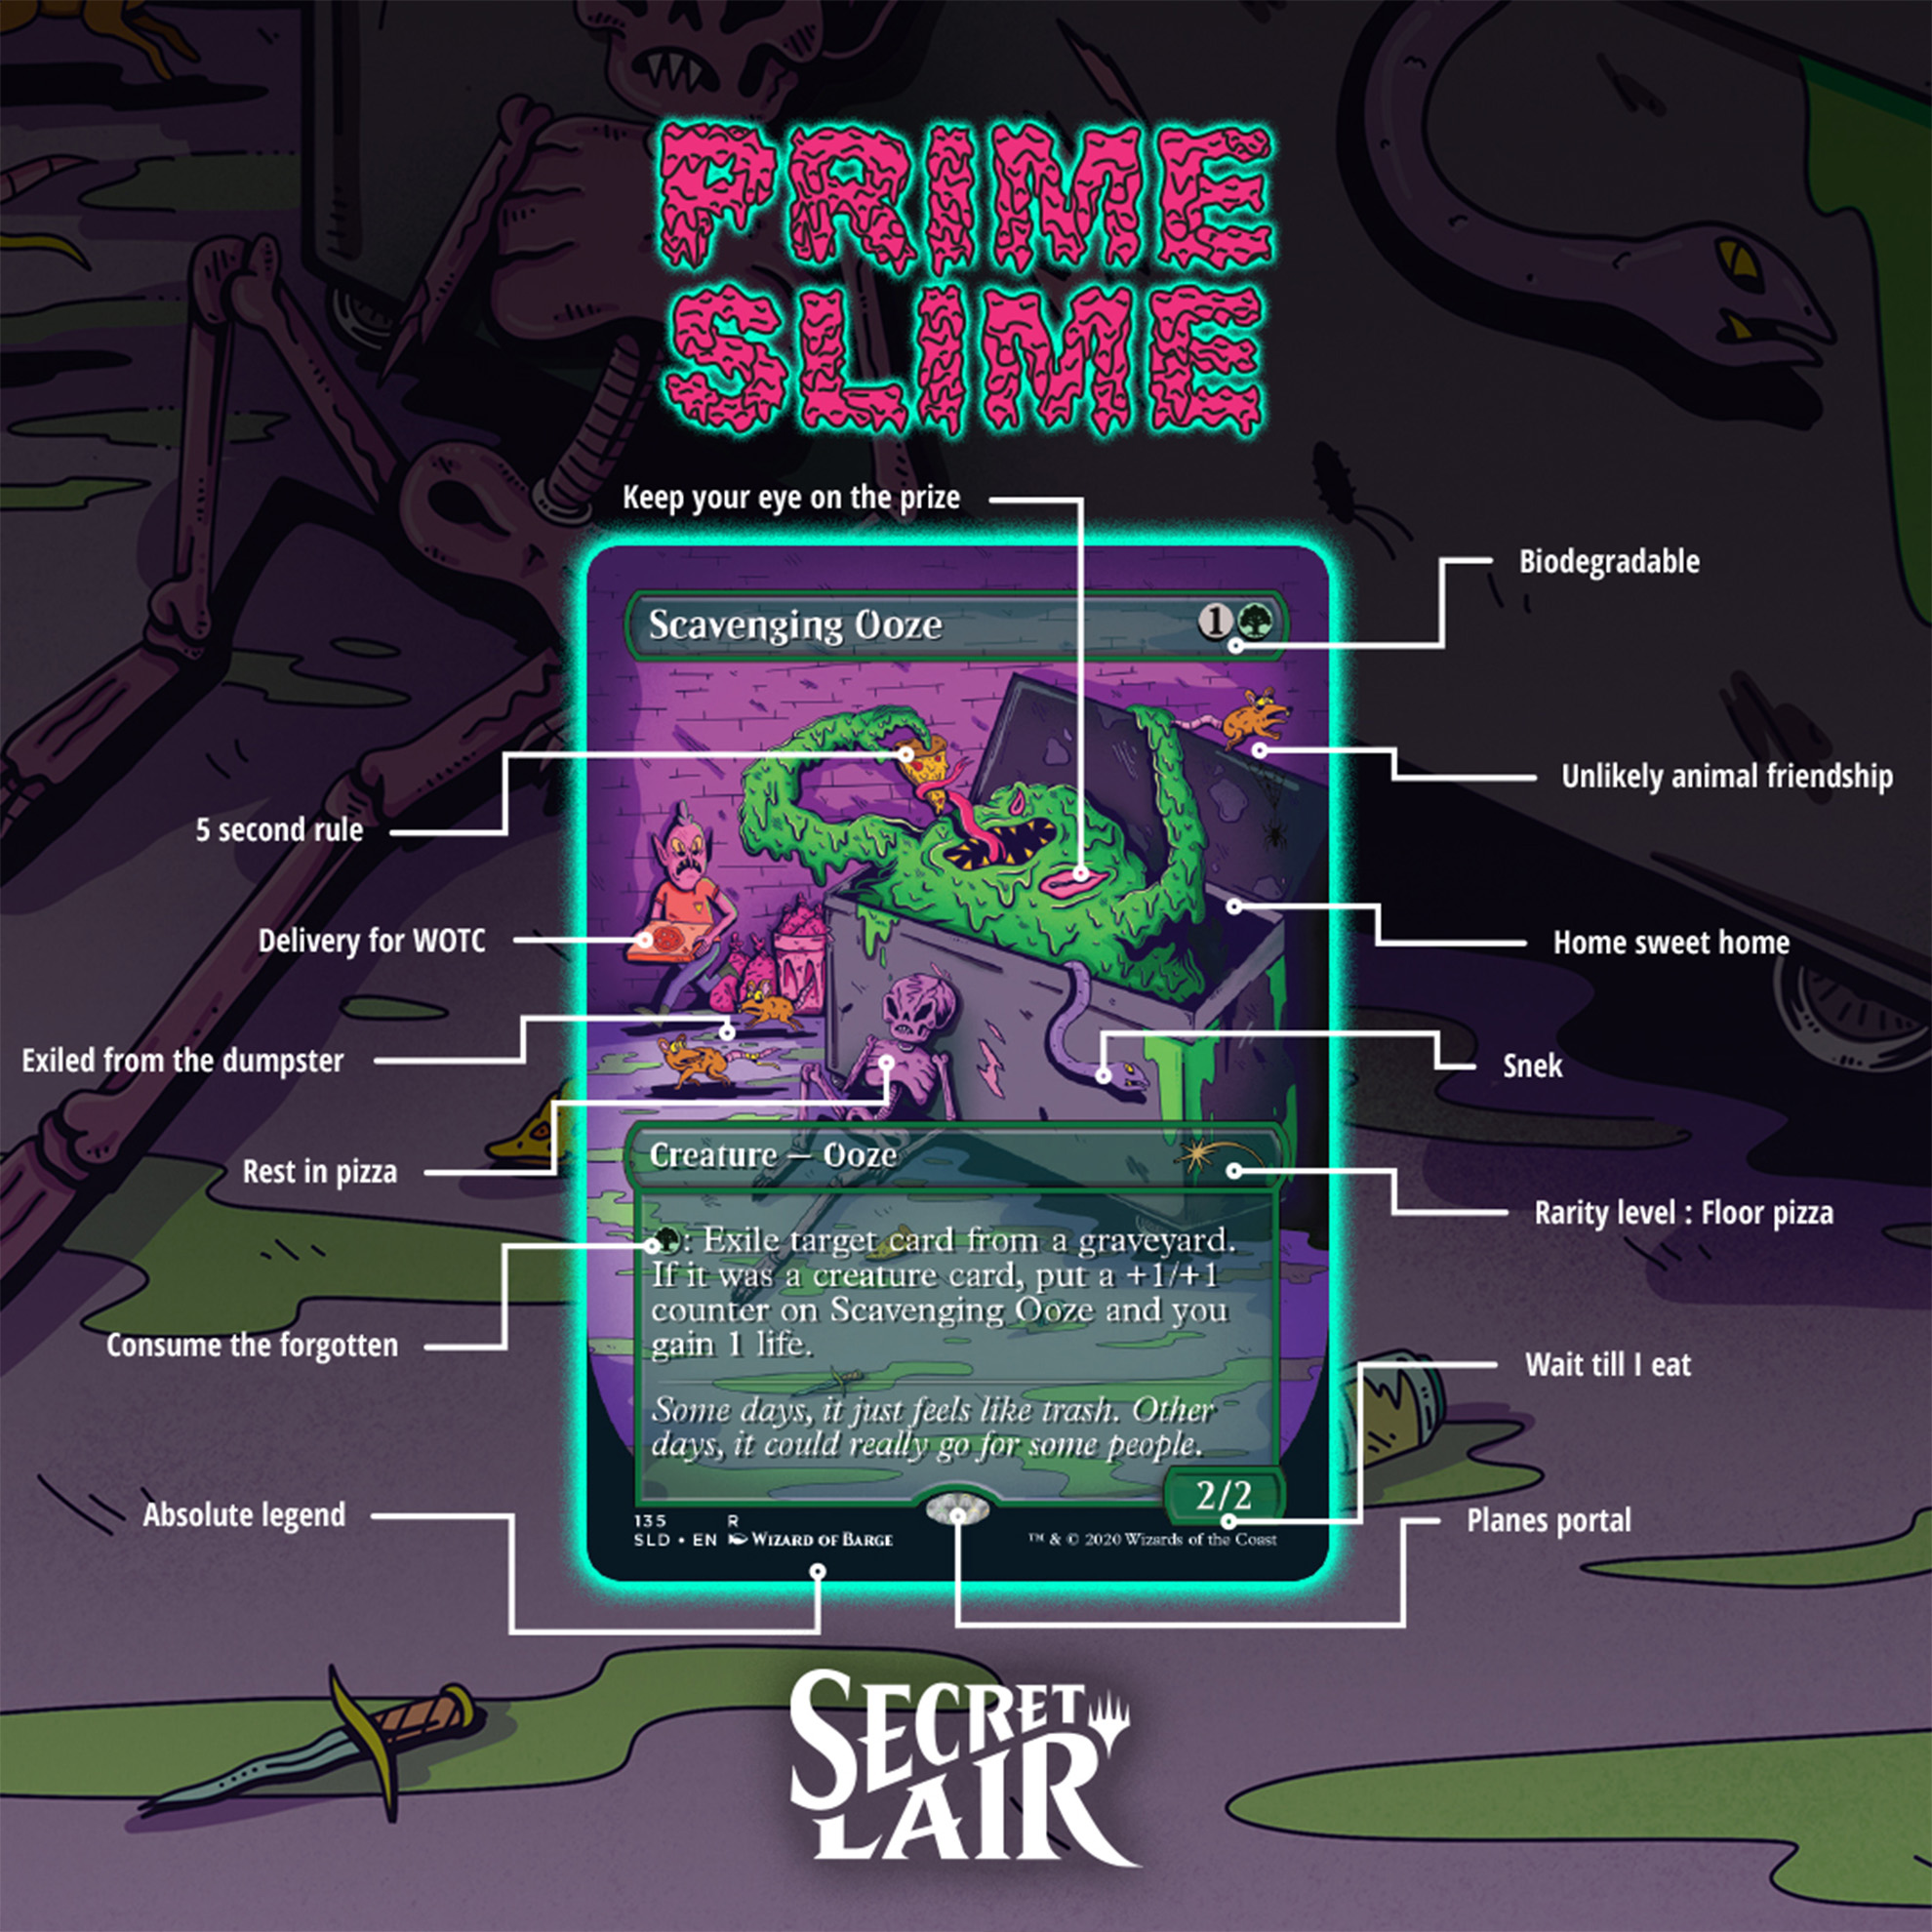 PRIME
SLIME
Keep your eye on the prize
Biodegradable
Scavenging Ooze
1
Unlikely animal friendship
5 second rule
Delivery for WOTC
Home sweet home
Exiled from the dumpster
Snek
Rest in pizza
Creature — Ooze
Rarity level : Floor pizza
: Exile target card from a graveyard.
If it was a creature card, put a +1/+1
counter on Scavenging Ooze and you
gain 1 life.
Consume the forgotten
Wait till I eat
Some days, it just feels like trash. Other
days, it could really go for some people.
2/2
Absolute legend
Planes portal
135 R
SLD • EN WIZARD OF BARGE
™ & © 2020 Wizards of the Coast
SECRET
LAIR